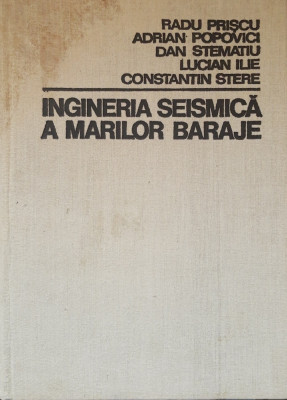 RADU PRIȘCU
ADRIAN POPOVICI
DAN STEMATIU
LUCIAN ILIE
CONSTANTIN STERE
INGINERIA SEISMICĂ
A MARILOR BARAJE